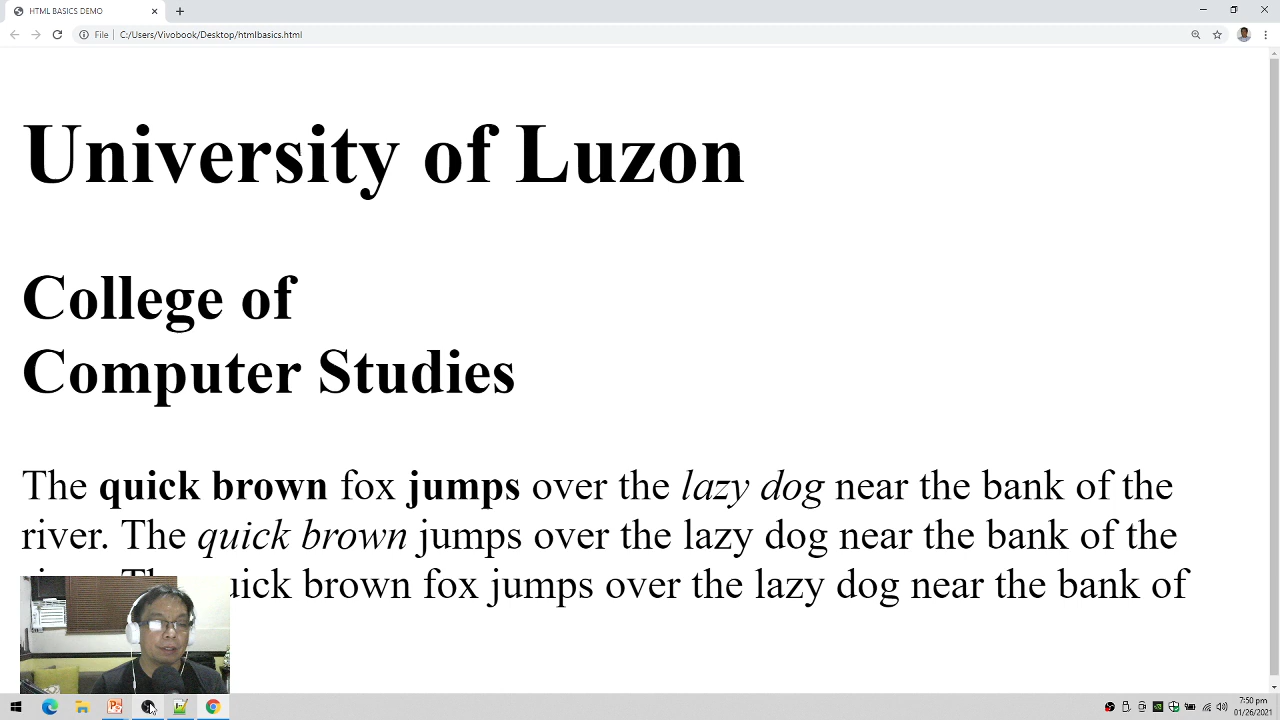 HTML BASICS DEMO
File | C:/Users/Vivobook/Desktop/htmlbasics.html
University of Luzon
College of
Computer Studies
The quick brown fox jumps over the lazy dog near the bank of the
river. The quick brown jumps over the lazy dog near the bank of the
brown fox jumps over the lazy dog near the bank of
7:50 pm
01/26/2021